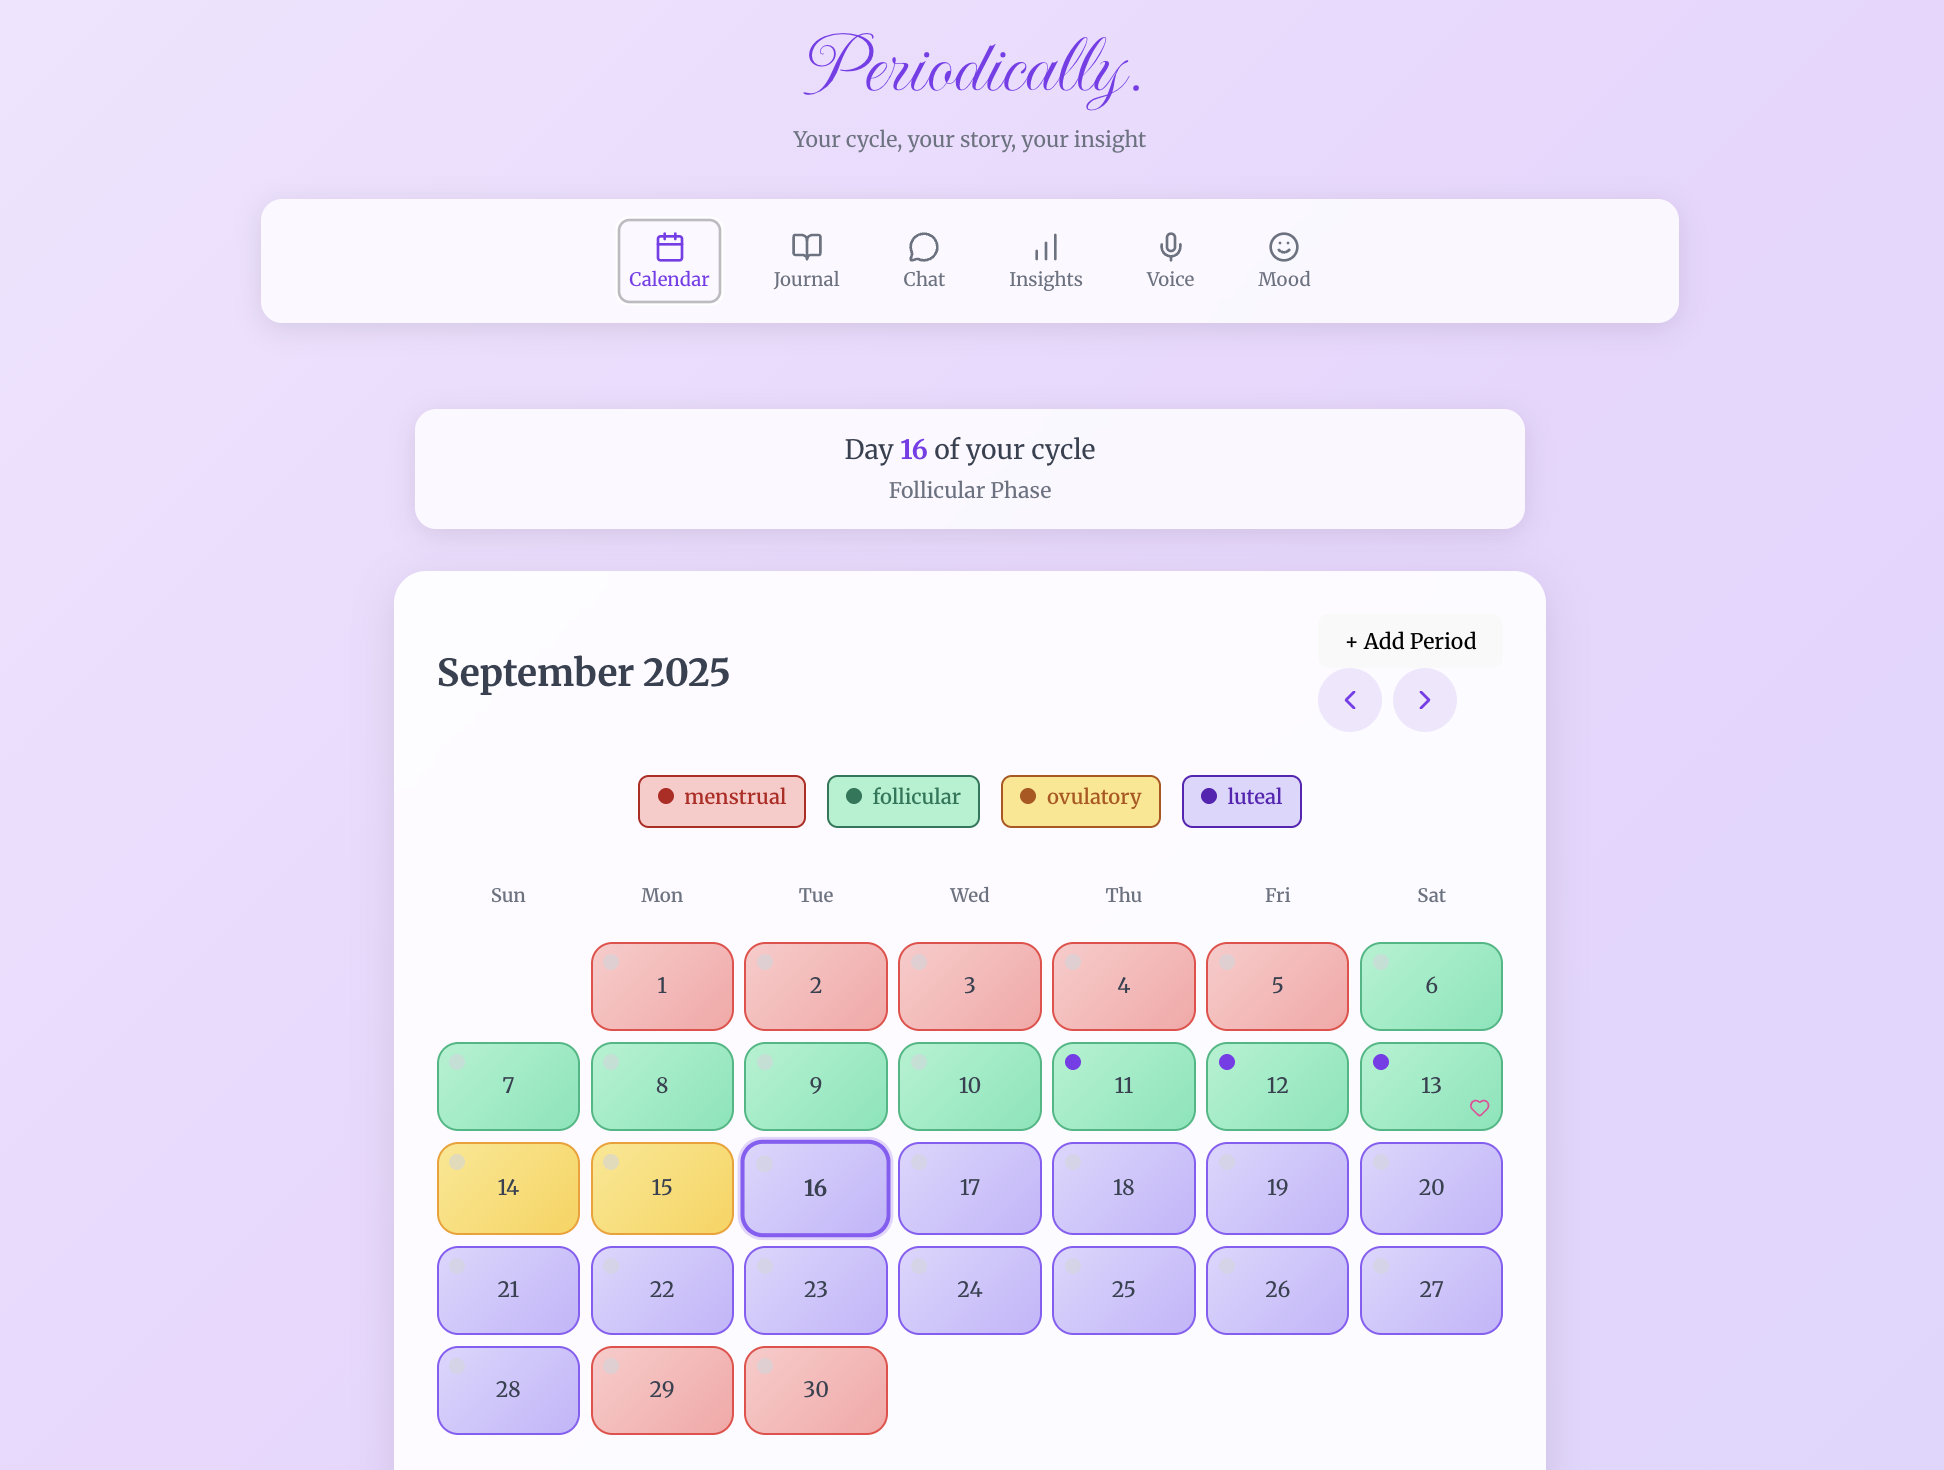 Periodically.
Your cycle, your story, your insight
Calendar Journal Chat Insights Voice Mood
Day 16 of your cycle
Follicular Phase
+ Add Period
September 2025
menstrual follicular ovulatory luteal
Sun Mon Tue Wed Thu Fri Sat
1 2 3 4 5 6
7 8 9 10 11 12 13
14 15 16 17 18 19 20
21 22 23 24 25 26 27
28 29 30